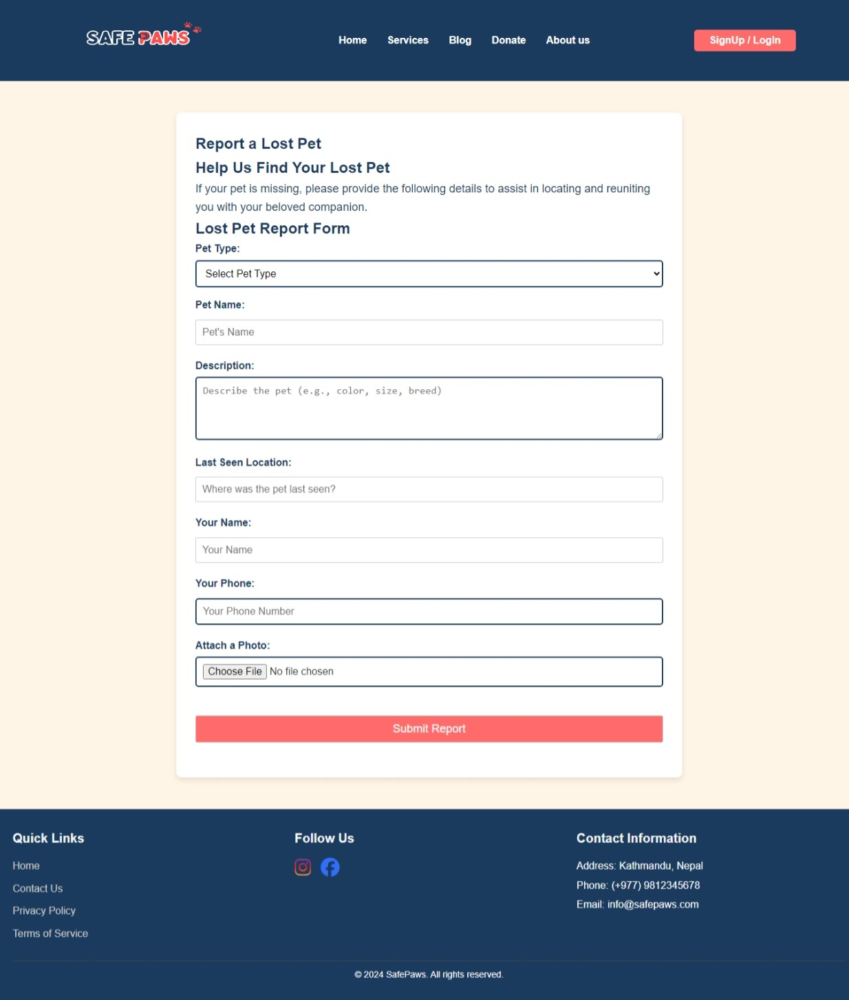 SAFE PAWS
Home Services Blog Donate About us
SignUp / LogIn
Report a Lost Pet
Help Us Find Your Lost Pet
If your pet is missing, please provide the following details to assist in locating and reuniting
you with your beloved companion.
Lost Pet Report Form
Pet Type:
Select Pet Type
Pet Name:
Pet's Name
Description:
Describe the pet (e.g., color, size, breed)
Last Seen Location:
Where was the pet last seen?
Your Name:
Your Name
Your Phone:
Your Phone Number
Attach a Photo:
Choose File No file chosen
Submit Report
Quick Links
Home
Contact Us
Privacy Policy
Terms of Service
Follow Us
Contact Information
Address: Kathmandu, Nepal
Phone: (+977) 9812345678
Email: info@safepaws.com
© 2024 SafePaws. All rights reserved.